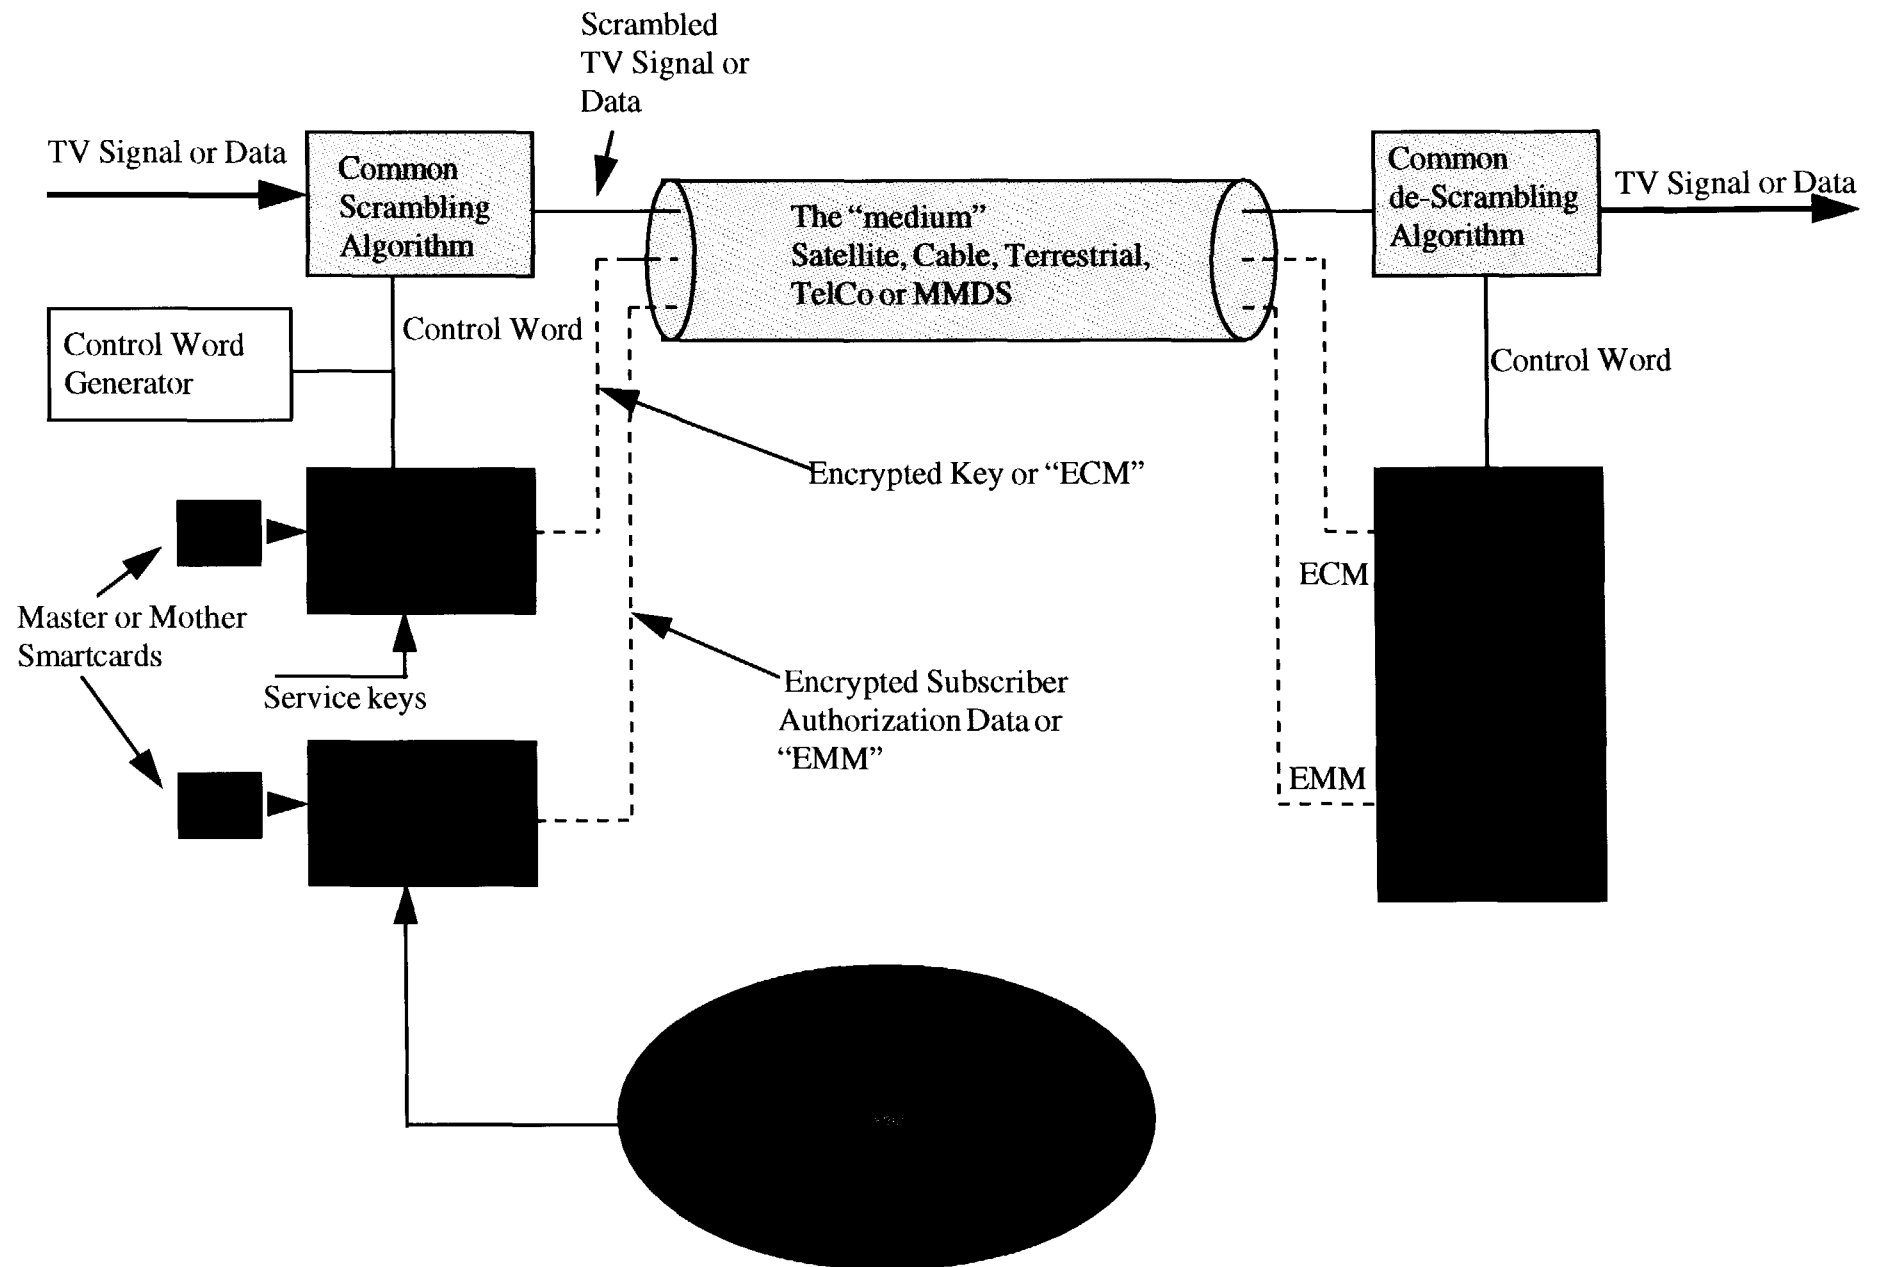 Scrambled
TV Signal or
Data
TV Signal or Data
Common
Scrambling
Algorithm
The “medium”
Satellite, Cable, Terrestrial,
TelCo or MMDS
Common
de-Scrambling
Algorithm
TV Signal or Data
Control Word
Generator
Control Word
Control Word
Encrypted Key or “ECM”
Master or Mother
Smartcards
Service keys
Encrypted Subscriber
Authorization Data or
“EMM”
ECM
EMM